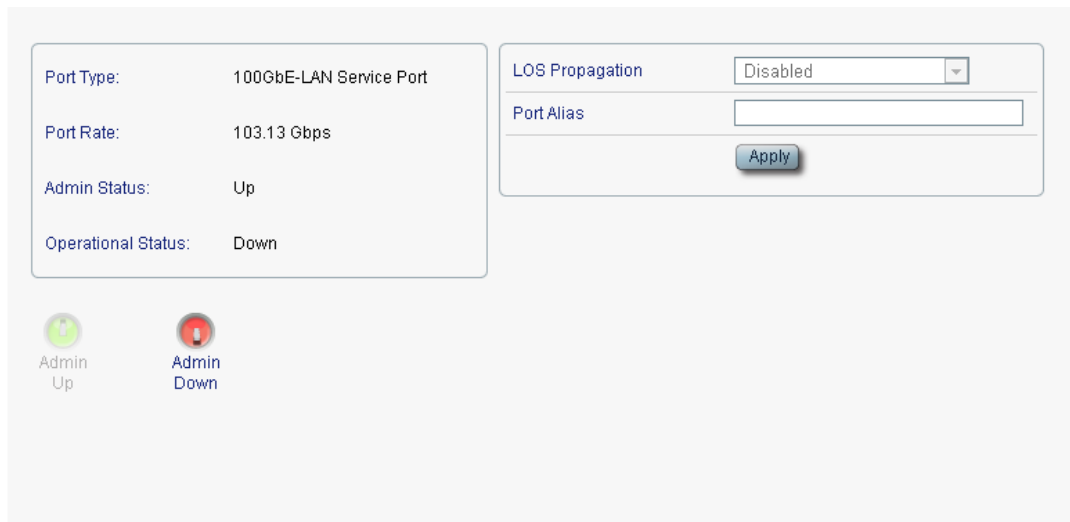 Port Type: 100GbE-LAN Service Port
Port Rate: 103.13 Gbps
Admin Status: Up
Operational Status: Down
LOS Propagation Disabled
Port Alias
Apply
Admin Up
Admin Down